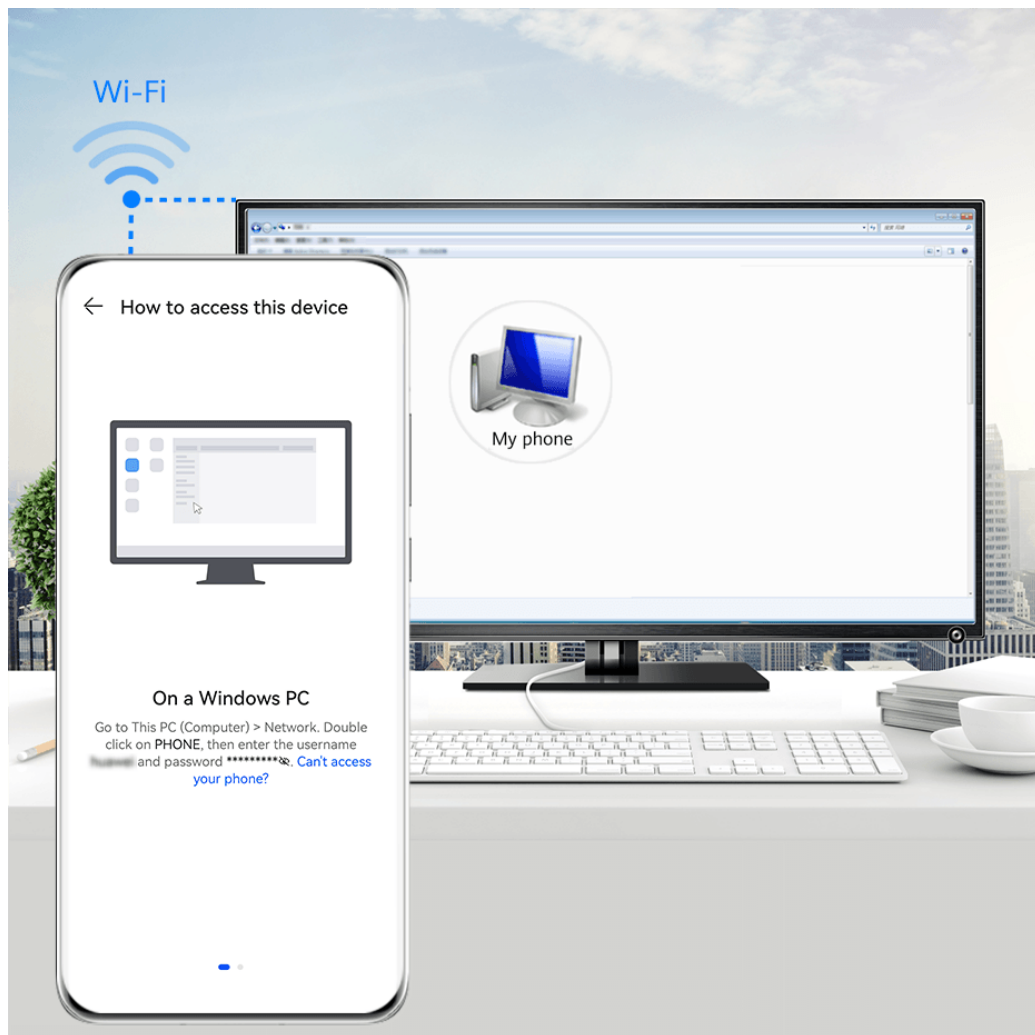 Wi-Fi
How to access this device
My phone
On a Windows PC
Go to This PC (Computer) > Network. Double
click on PHONE, then enter the username
and password *********. Can't access
your phone?